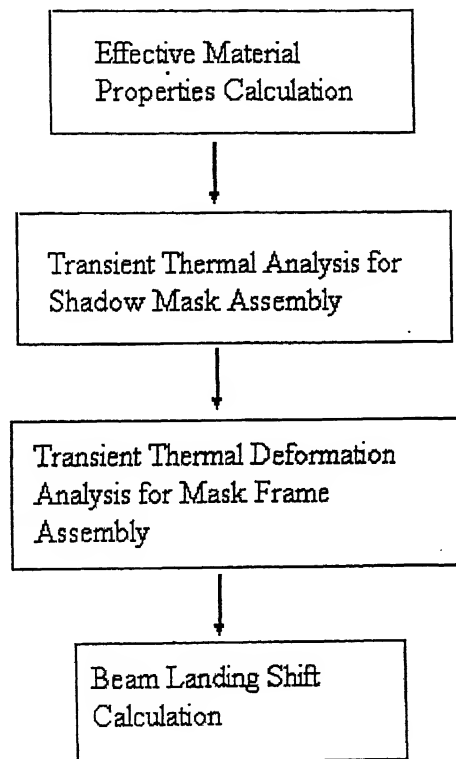 Effective Material
Properties Calculation
Transient Thermal Analysis for
Shadow Mask Assembly
Transient Thermal Deformation
Analysis for Mask Frame
Assembly
Beam Landing Shift
Calculation